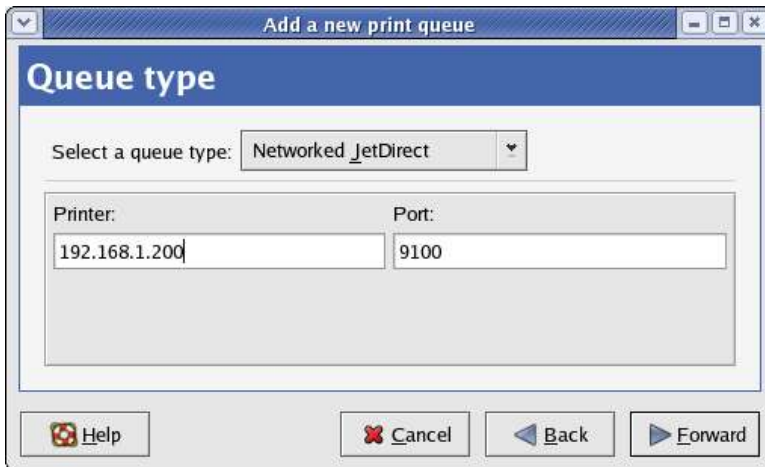 Add a new print queue
Queue type
Select a queue type: Networked JetDirect
Printer: Port:
192.168.1.200 9100
Help Cancel Back Forward